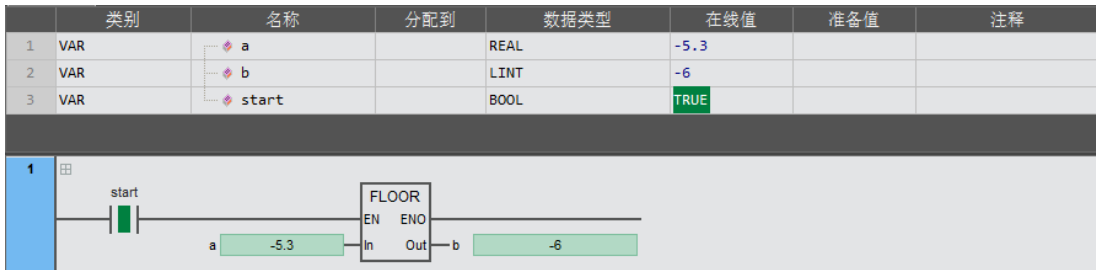 类别 名称 分配到 数据类型 在线值 准备值 注释
1 VAR a REAL -5.3
2 VAR b LINT -6
3 VAR start BOOL TRUE
1
start
FLOOR
EN ENO
a -5.3 In Out b -6